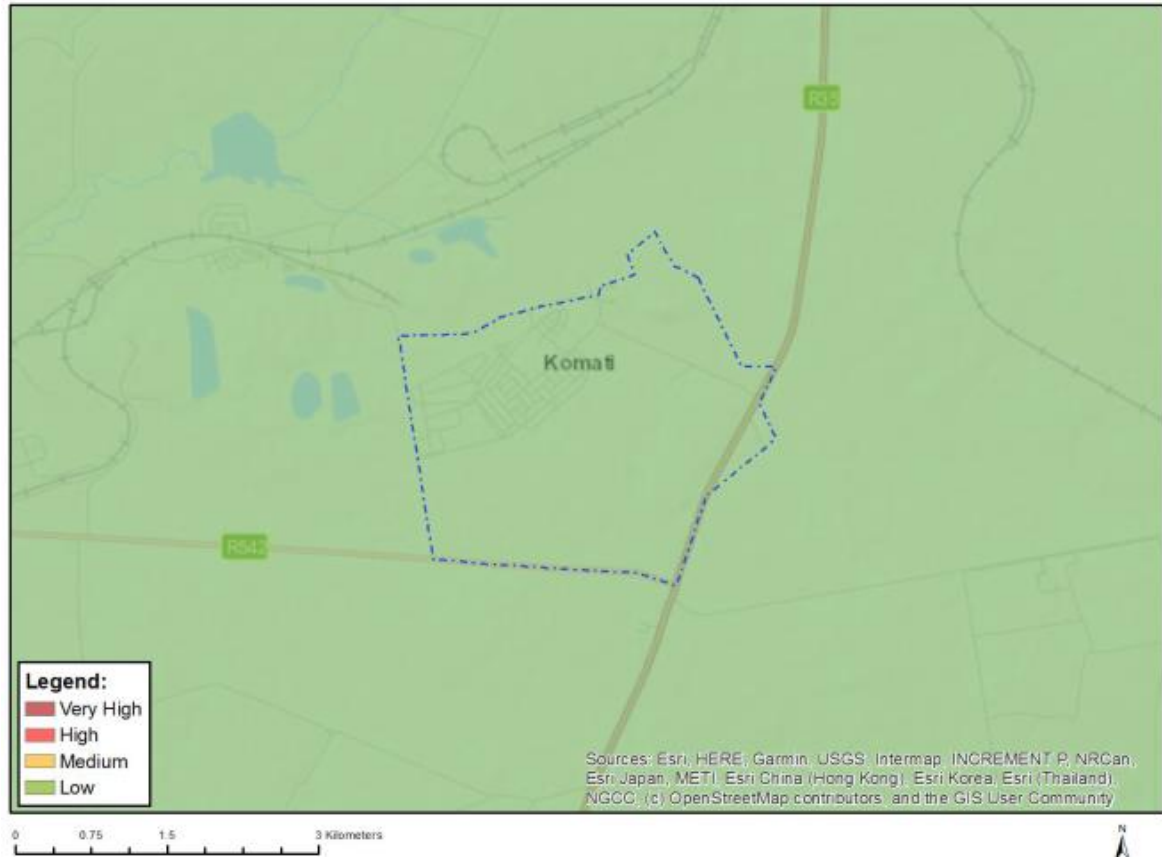 R35
Komati
R542
Legend:
Very High
High
Medium
Low
Sources: Esri, HERE, Garmin, USGS, Intermap, INCREMENT P, NRCan,
Esri Japan, METI, Esri China (Hong Kong), Esri Korea, Esri (Thailand),
NGCC, (c) OpenStreetMap contributors, and the GIS User Community
0 0.75 1.5 3 Kilometers
N